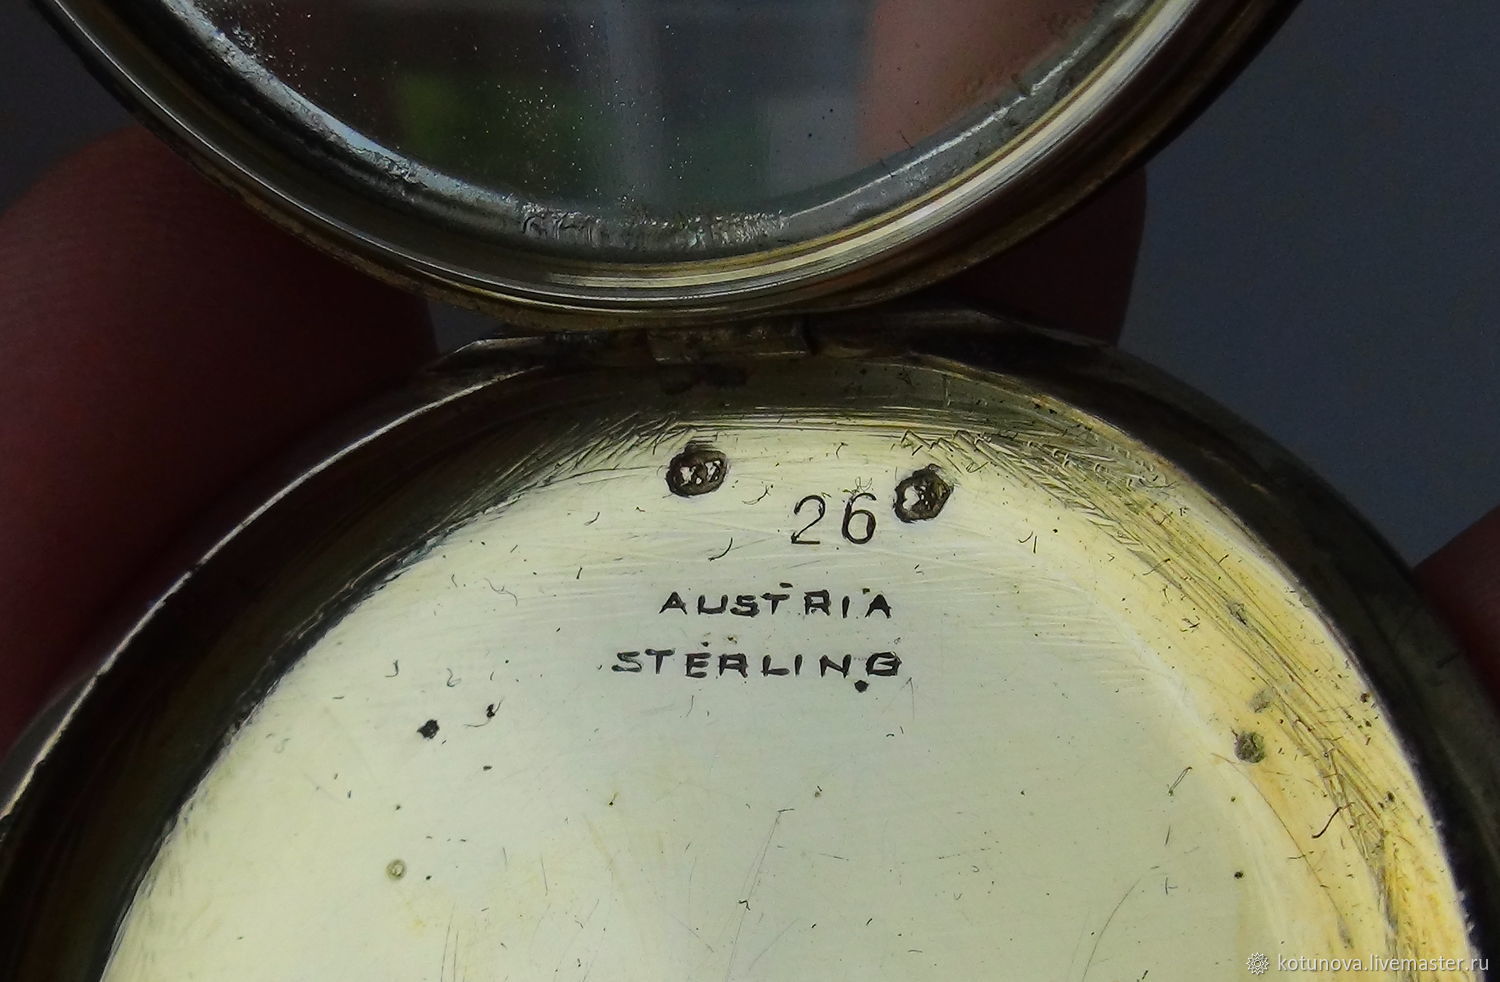 26
AUSTRIA
STERLING
kotunova.livemaster.ru